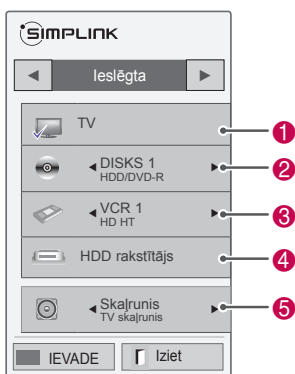 SIMPLINK
◄ Ieslēgta ►
TV
1
◄ DISKS 1 ►
HDD/DVD-R
2
◄ VCR 1 ►
HD HT
3
HDD rakstītājs
4
◄ Skaļrunis ►
TV skaļrunis
5
IEVADE
Iziet